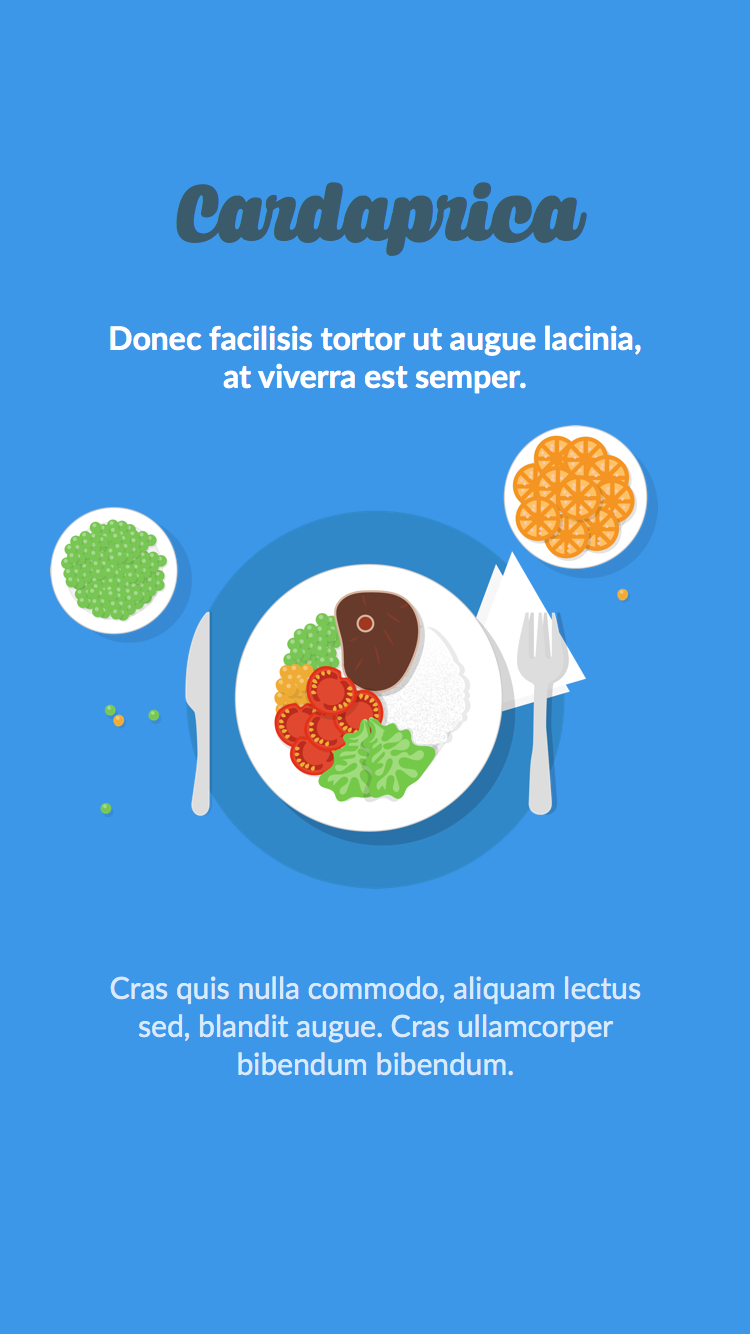 Cardaprica
Donec facilisis tortor ut augue lacinia,
at viverra est semper.
Cras quis nulla commodo, aliquam lectus
sed, blandit augue. Cras ullamcorper
bibendum bibendum.